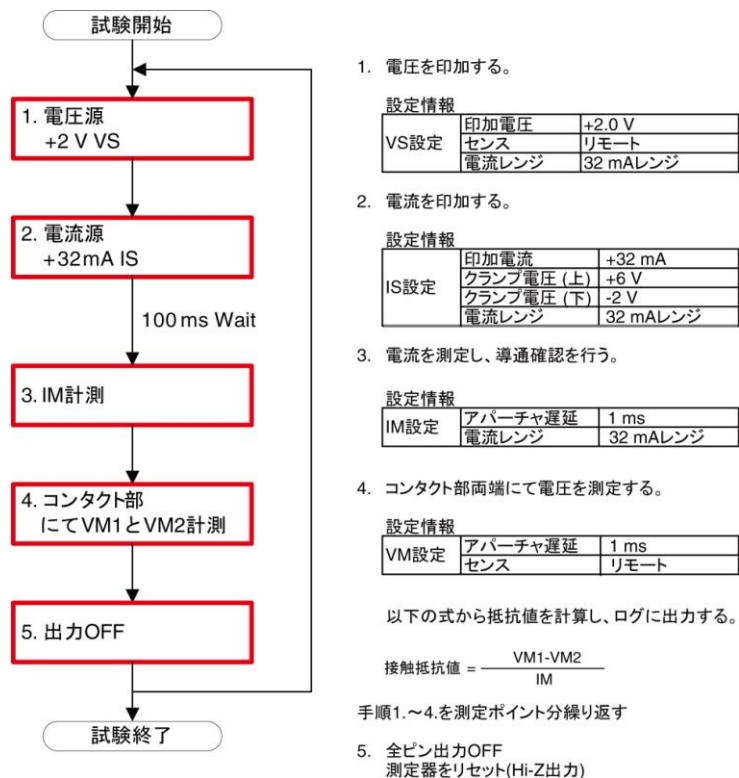 試験開始
1. 電圧源
+2 V VS
2. 電流源
+32mA IS
100 ms Wait
3. IM計測
4. コンタクト部
にてVM1とVM2計測
5. 出力OFF
試験終了
1. 電圧を印加する。
設定情報
VS設定 印加電圧 +2.0 V
センス リモート
電流レンジ 32 mAレンジ
2. 電流を印加する。
設定情報
IS設定 印加電流 +32 mA
クランプ電圧 (上) +6 V
クランプ電圧 (下) -2 V
電流レンジ 32 mAレンジ
3. 電流を測定し、導通確認を行う。
設定情報
IM設定 アパーチャ遅延 1 ms
電流レンジ 32 mAレンジ
4. コンタクト部両端にて電圧を測定する。
設定情報
VM設定 アパーチャ遅延 1 ms
センス リモート
以下の式から抵抗値を計算し、ログに出力する。
接触抵抗値 = VM1-VM2
IM
手順1.～4.を測定ポイント分繰り返す
5. 全ピン出力OFF
測定器をリセット(Hi-Z出力)